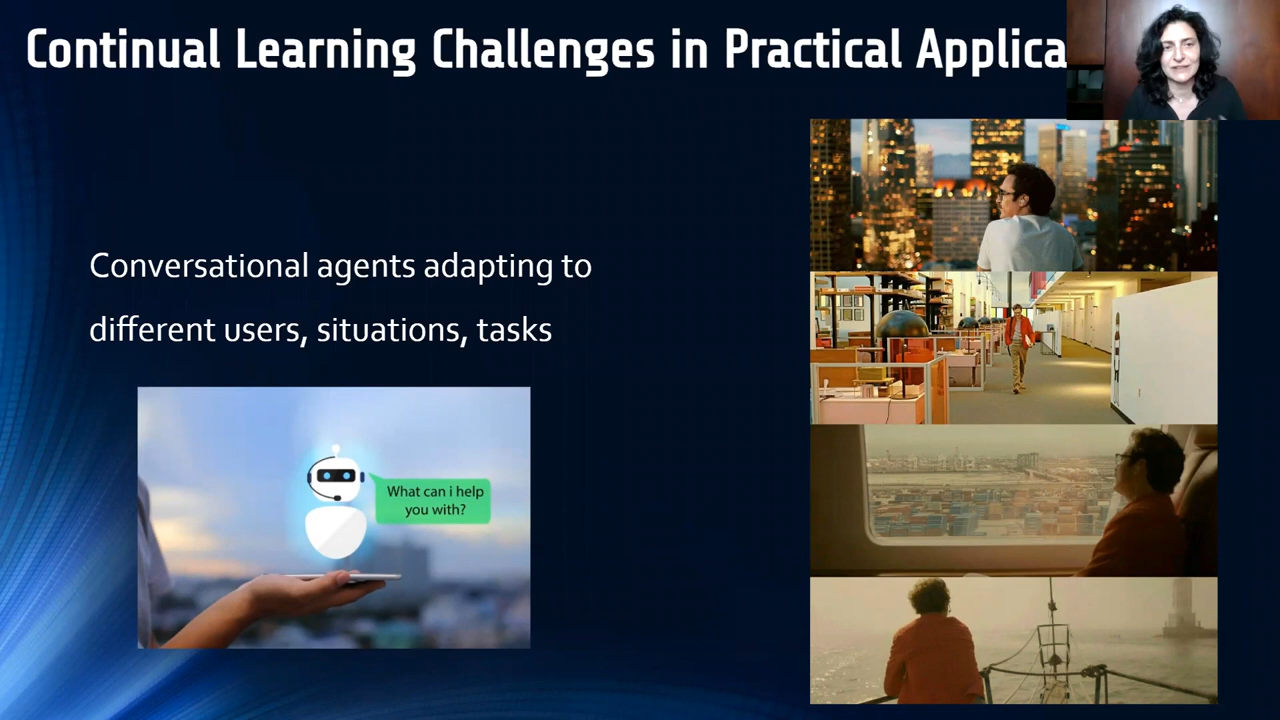 Continual Learning Challenges in Practical Applica
Conversational agents adapting to
different users, situations, tasks
What can i help
you with?